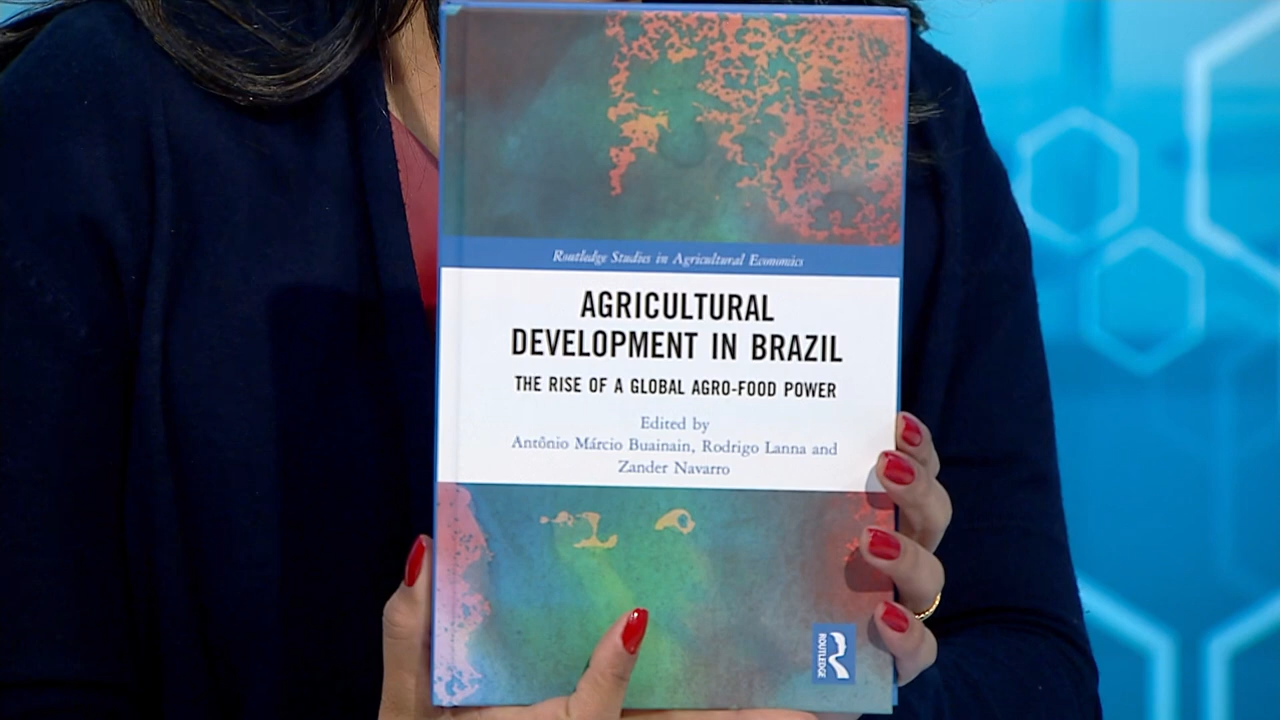 Routledge Studies in Agricultural Economics
AGRICULTURAL
DEVELOPMENT IN BRAZIL
THE RISE OF A GLOBAL AGRO-FOOD POWER
Edited by
Antônio Márcio Buainain, Rodrigo Lanna and
Zander Navarro
ROUTLEDGE